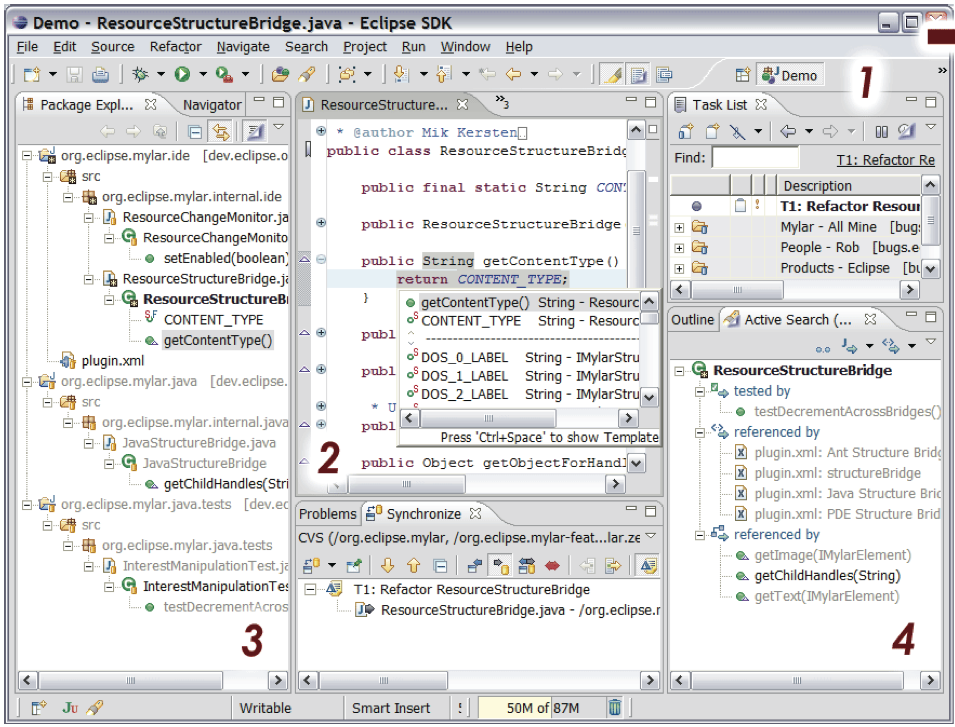 Demo - ResourceStructureBridge.java - Eclipse SDK
File Edit Source Refactor Navigate Search Project Run Window Help
Demo
1
»
Package Expl... Navigator
org.eclipse.mylar.ide [dev.eclipse.o
src
org.eclipse.mylar.internal.ide
ResourceChangeMonitor.ja
ResourceChangeMonito
setEnabled(boolean)
ResourceStructureBridge.ja
ResourceStructureBri
CONTENT_TYPE
getContentType()
plugin.xml
org.eclipse.mylar.java [dev.eclipse.
src
org.eclipse.mylar.internal.java
JavaStructureBridge.java
JavaStructureBridge
getChildHandles(Stri
org.eclipse.mylar.java.tests [dev.ec
src
org.eclipse.mylar.java.tests
InterestManipulationTest.ja
InterestManipulationTes
testDecrementAcros
3
ResourceStructure... »3
* @author Mik Kersten
public class ResourceStructureBridg
public final static String CONT
public ResourceStructureBridge
public String getContentType()
return CONTENT_TYPE;
}
publ
publ
* U
publ
public Object getObjectForHandl
2
getContentType() String - Resourc
CONTENT_TYPE String - Resourc
DOS_0_LABEL String - IMylarStru
DOS_1_LABEL String - IMylarStru
DOS_2_LABEL String - IMylarStru
Press 'Ctrl+Space' to show Template
Problems Synchronize
CVS (/org.eclipse.mylar, /org.eclipse.mylar-feat...lar.ze
T1: Refactor ResourceStructureBridge
ResourceStructureBridge.java - /org.eclipse.r
Task List
Find: T1: Refactor Re
Description
T1: Refactor Resour
Mylar - All Mine [bugs
People - Rob [bugs.e
Products - Eclipse [bu
Outline Active Search (...
ResourceStructureBridge
tested by
testDecrementAcrossBridges()
referenced by
plugin.xml: Ant Structure Bridg
plugin.xml: structureBridge
plugin.xml: Java Structure Bric
plugin.xml: PDE Structure Brid
referenced by
getImage(IMylarElement)
getChildHandles(String)
getText(IMylarElement)
4
JU Writable Smart Insert 50M of 87M